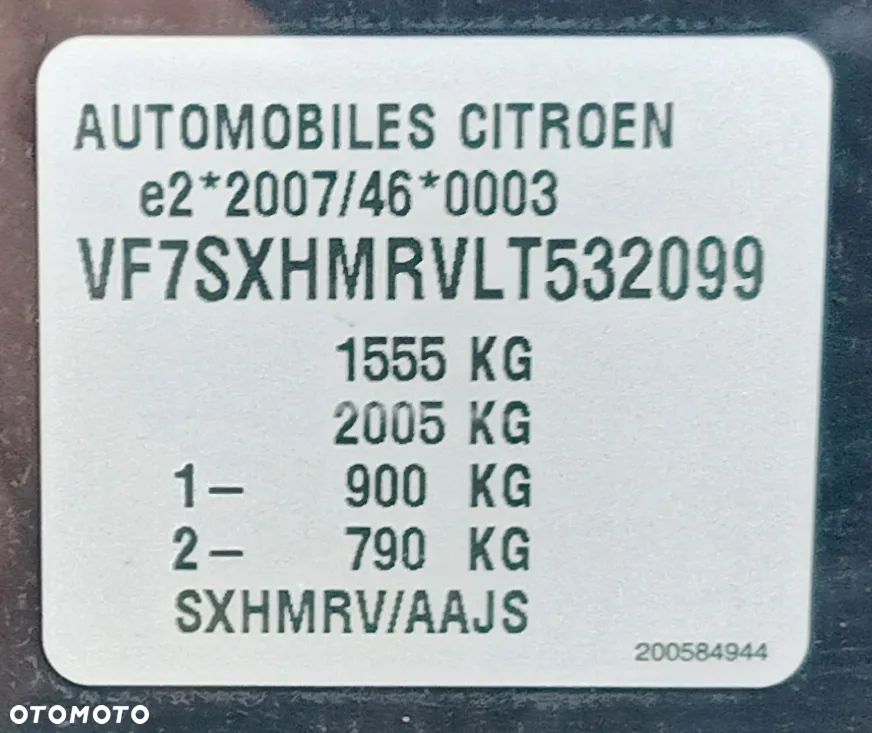 AUTOMOBILES CITROEN
e2*2007/46*0003
VF7SXHMRVLT532099
1555 KG
2005 KG
1- 900 KG
2- 790 KG
SXHMRV/AAJS
200584944
OTOMOTO